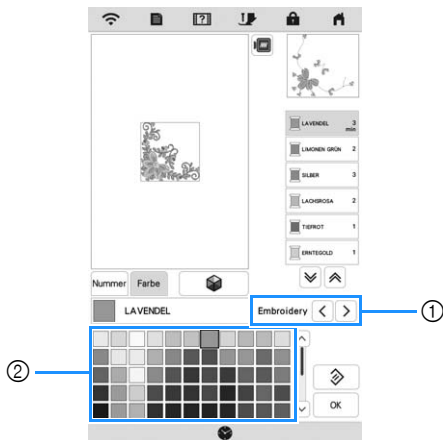 ?
LAVENDEL 3
min
LIMONEN GRÜN 2
SILBER 3
LACHSROSA 2
TIEFROT 1
ERNTEGOLD 1
Nummer Farbe
LAVENDEL Embroidery
①
②
OK